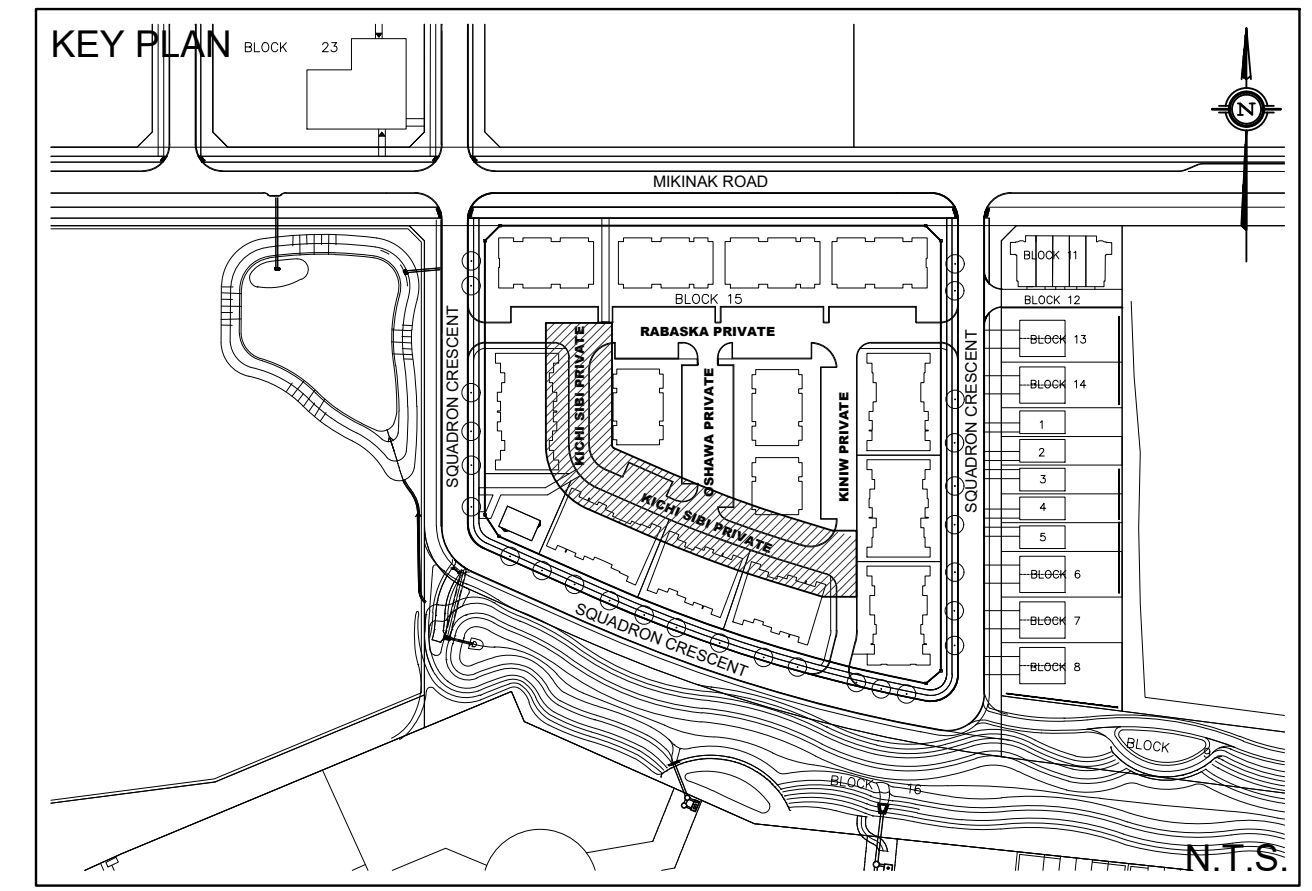 KEY PLAN
BLOCK 23
N
MIKINAK ROAD
BLOCK 11
BLOCK 15
BLOCK 12
RABASKA PRIVATE
BLOCK 13
SQUADRON CRESCENT
KICHI SIBI PRIVATE
OSHAWA PRIVATE
KINIW PRIVATE
SQUADRON CRESCENT
BLOCK 14
1
2
3
4
5
KICHI SIBI PRIVATE
BLOCK 6
SQUADRON CRESCENT
BLOCK 7
BLOCK 8
BLOCK 9
BLOCK 16
N.T.S.